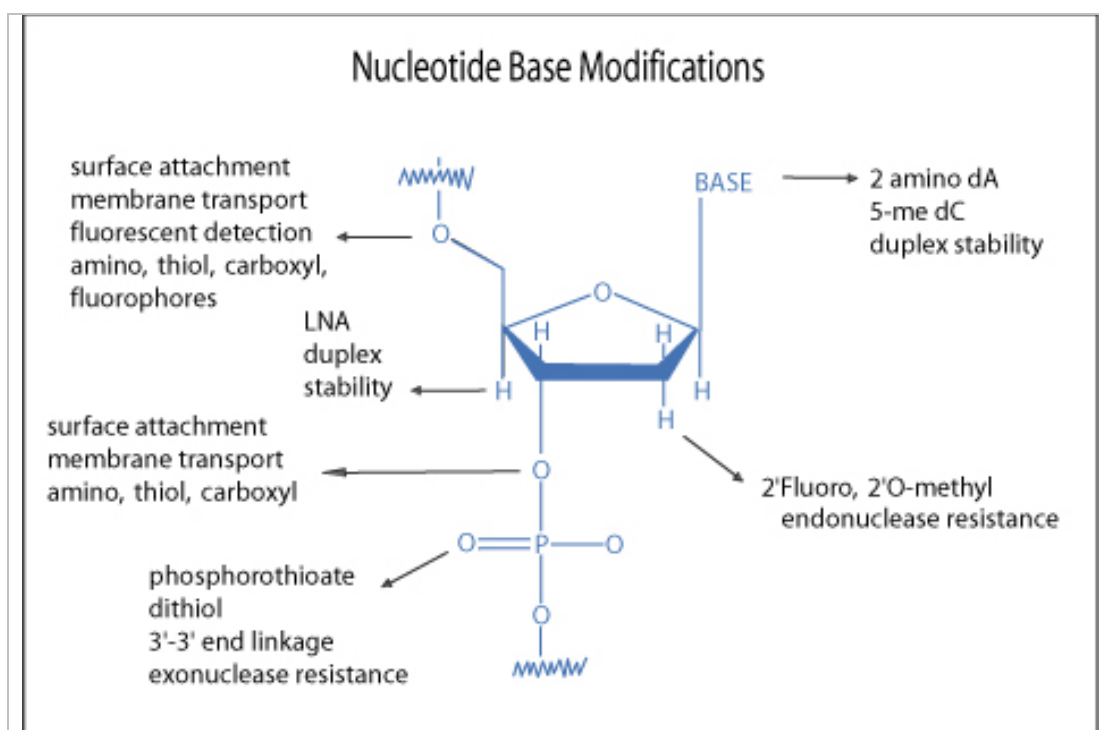 Nucleotide Base Modifications
surface attachment
membrane transport
fluorescent detection
amino, thiol, carboxyl,
fluorophores
O
BASE
2 amino dA
5-me dC
duplex stability
O
LNA
duplex
stability
H
H
H
H
H
surface attachment
membrane transport
amino, thiol, carboxyl
O
2'Fluoro, 2'O-methyl
endonuclease resistance
O
P
O
phosphorothioate
dithiol
3'-3' end linkage
exonuclease resistance
O